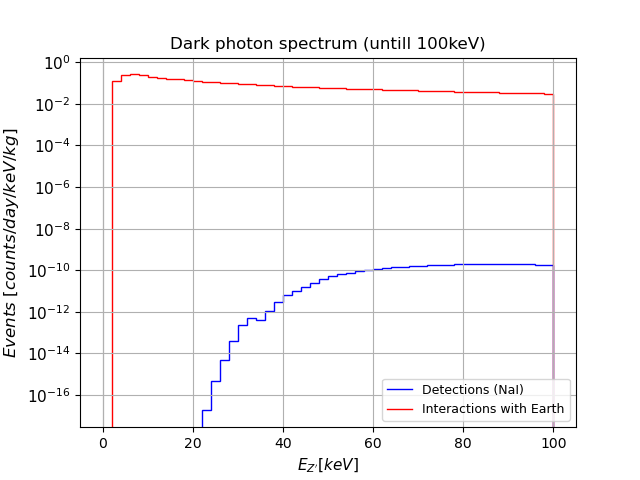 Dark photon spectrum (untill 100keV)
Events [counts/day/keV/kg]
10⁰
10⁻²
10⁻⁴
10⁻⁶
10⁻⁸
10⁻¹⁰
10⁻¹²
10⁻¹⁴
10⁻¹⁶
Detections (NaI)
Interactions with Earth
0 20 40 60 80 100
E_Z′[keV]